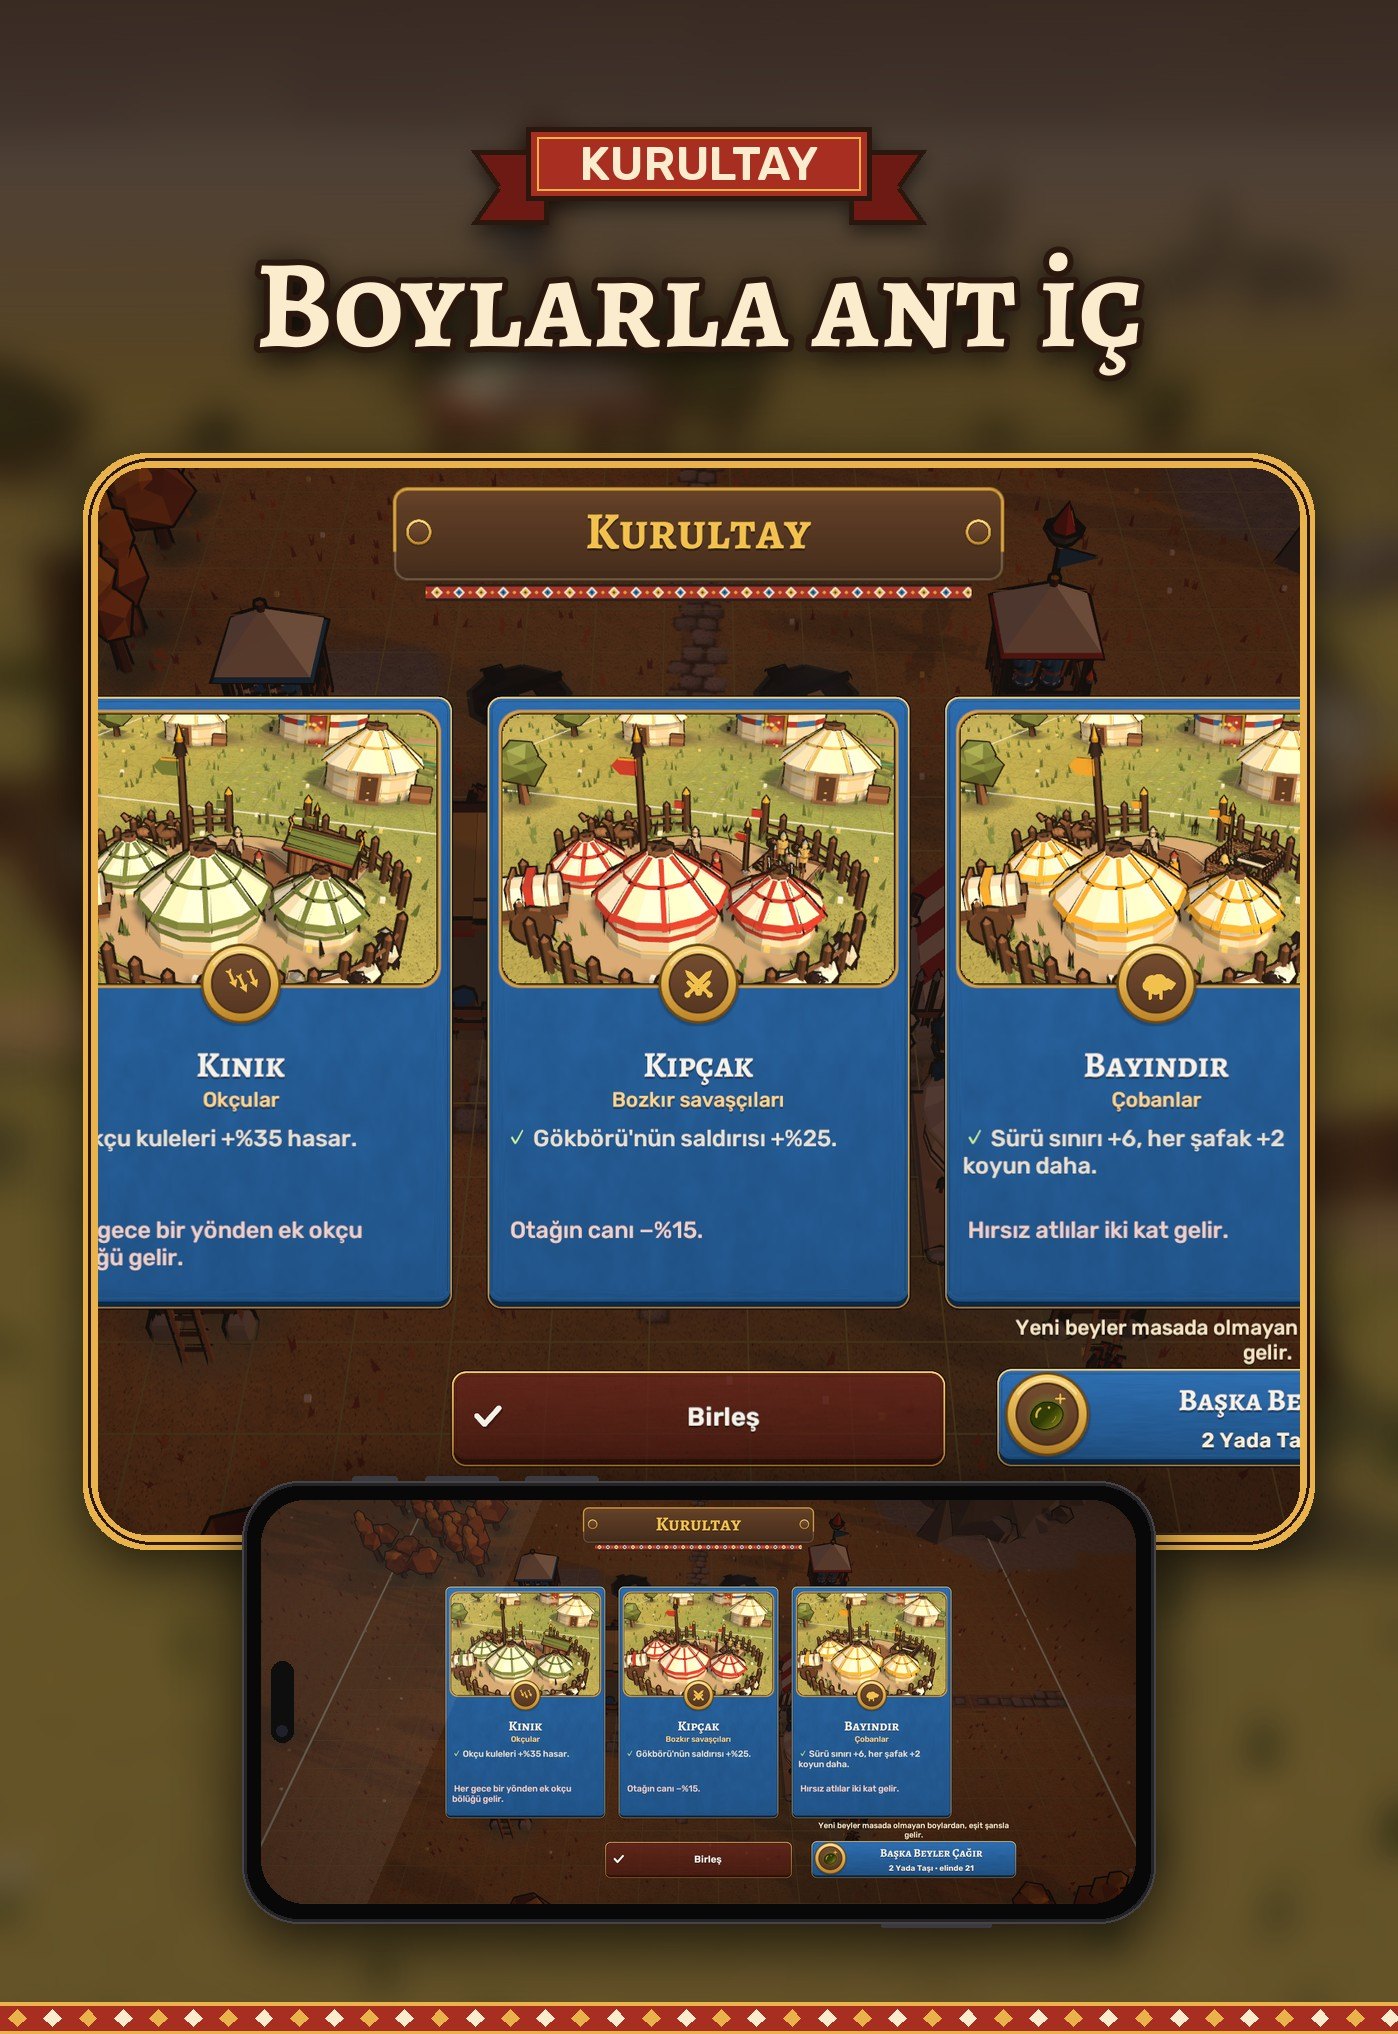 KURULTAY
Boylarla ant iç
Kurultay
Kınık
Okçular
kçu kuleleri +%35 hasar.
gece bir yönden ek okçu
ğü gelir.
Kıpçak
Bozkır savaşçıları
✓ Gökbörü'nün saldırısı +%25.
Otağın canı −%15.
Bayındır
Çobanlar
✓ Sürü sınırı +6, her şafak +2
koyun daha.
Hırsız atlılar iki kat gelir.
Yeni beyler masada olmayan
gelir.
Birleş
Başka Be
2 Yada Ta
Kurultay
Kınık
Okçular
✓ Okçu kuleleri +%35 hasar.
Her gece bir yönden ek okçu
bölüğü gelir.
Kıpçak
Bozkır savaşçıları
✓ Gökbörü'nün saldırısı +%25.
Otağın canı −%15.
Bayındır
Çobanlar
✓ Sürü sınırı +6, her şafak +2
koyun daha.
Hırsız atlılar iki kat gelir.
Yeni beyler masada olmayan boylardan, eşit şansla
gelir.
Birleş
Başka Beyler Çağır
2 Yada Taşı • elinde 21